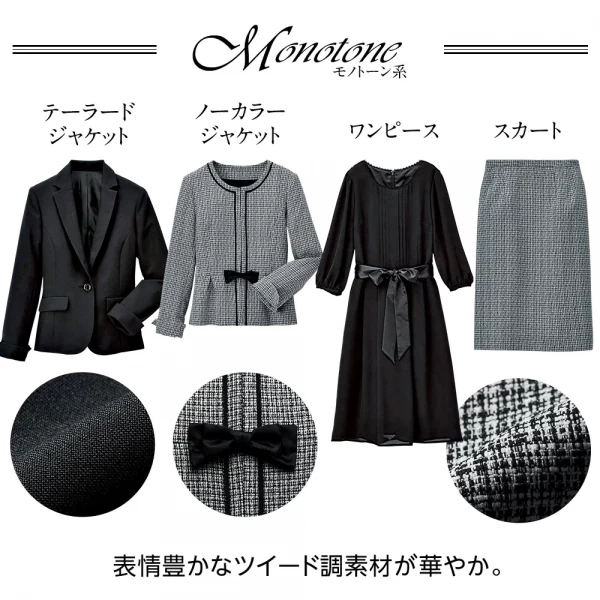 Monotone
モノトーン系
テーラード
ジャケット
ノーカラー
ジャケット
ワンピース
スカート
表情豊かなツイード調素材が華やか。